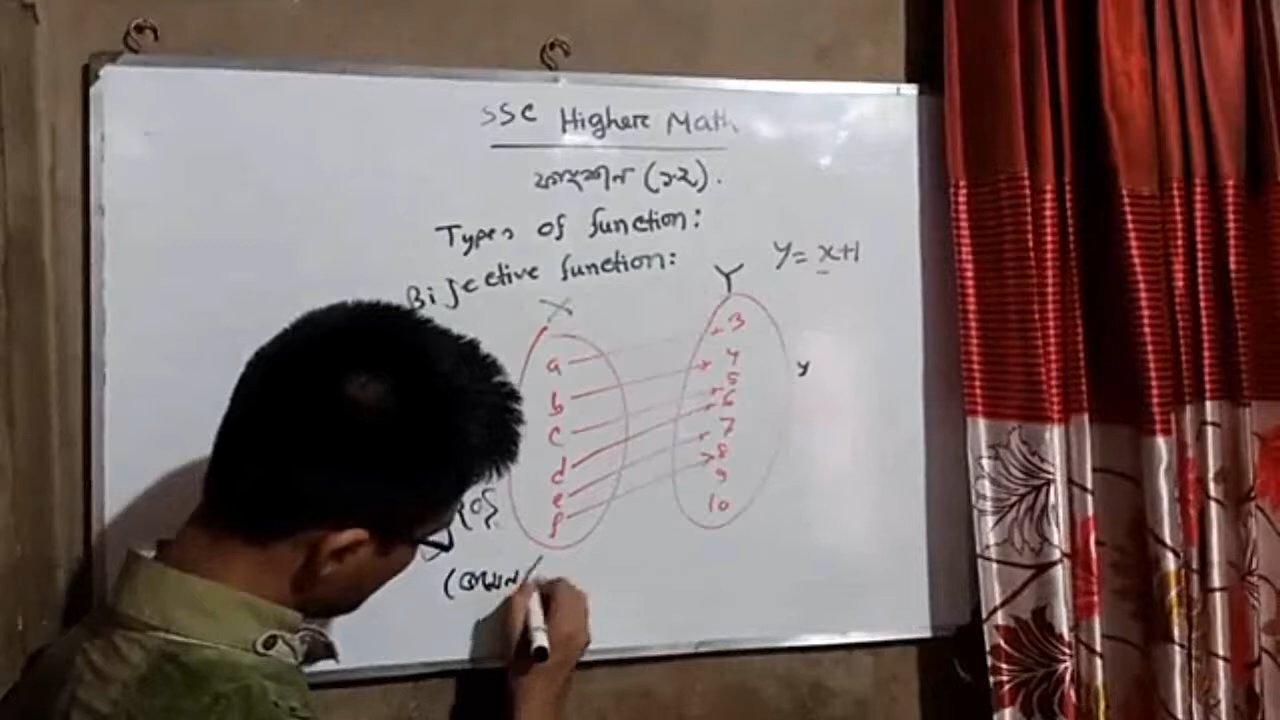 SSC Higher Math
ফাংশন (১২).
Types of function:
Bijective function:
y = x+1
X
Y
a
b
c
d
e
f
3
4
5
6
7
8
9
10
y